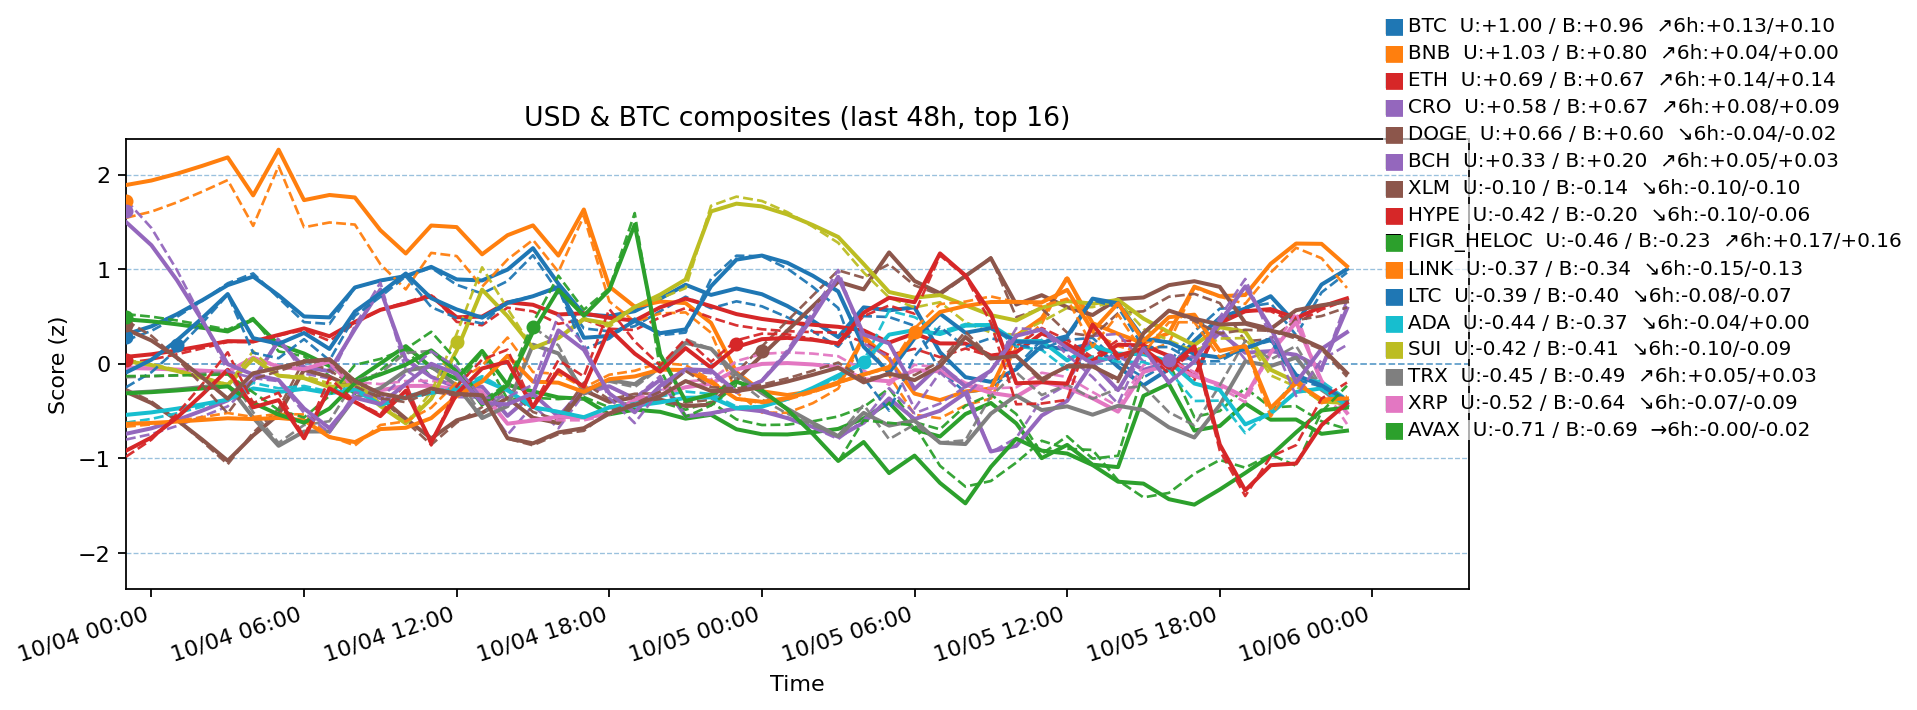 BTC U:+1.00 / B:+0.96 ↗6h:+0.13/+0.10
BNB U:+1.03 / B:+0.80 ↗6h:+0.04/+0.00
ETH U:+0.69 / B:+0.67 ↗6h:+0.14/+0.14
CRO U:+0.58 / B:+0.67 ↗6h:+0.08/+0.09
DOGE U:+0.66 / B:+0.60 ↘6h:-0.04/-0.02
BCH U:+0.33 / B:+0.20 ↗6h:+0.05/+0.03
XLM U:-0.10 / B:-0.14 ↘6h:-0.10/-0.10
HYPE U:-0.42 / B:-0.20 ↘6h:-0.10/-0.06
FIGR_HELOC U:-0.46 / B:-0.23 ↗6h:+0.17/+0.16
LINK U:-0.37 / B:-0.34 ↘6h:-0.15/-0.13
LTC U:-0.39 / B:-0.40 ↘6h:-0.08/-0.07
ADA U:-0.44 / B:-0.37 ↘6h:-0.04/+0.00
SUI U:-0.42 / B:-0.41 ↘6h:-0.10/-0.09
TRX U:-0.45 / B:-0.49 ↗6h:+0.05/+0.03
XRP U:-0.52 / B:-0.64 ↘6h:-0.07/-0.09
AVAX U:-0.71 / B:-0.69 →6h:-0.00/-0.02
USD & BTC composites (last 48h, top 16)
Score (z)
2
1
0
−1
−2
10/04 00:00
10/04 06:00
10/04 12:00
10/04 18:00
10/05 00:00
10/05 06:00
10/05 12:00
10/05 18:00
10/06 00:00
Time